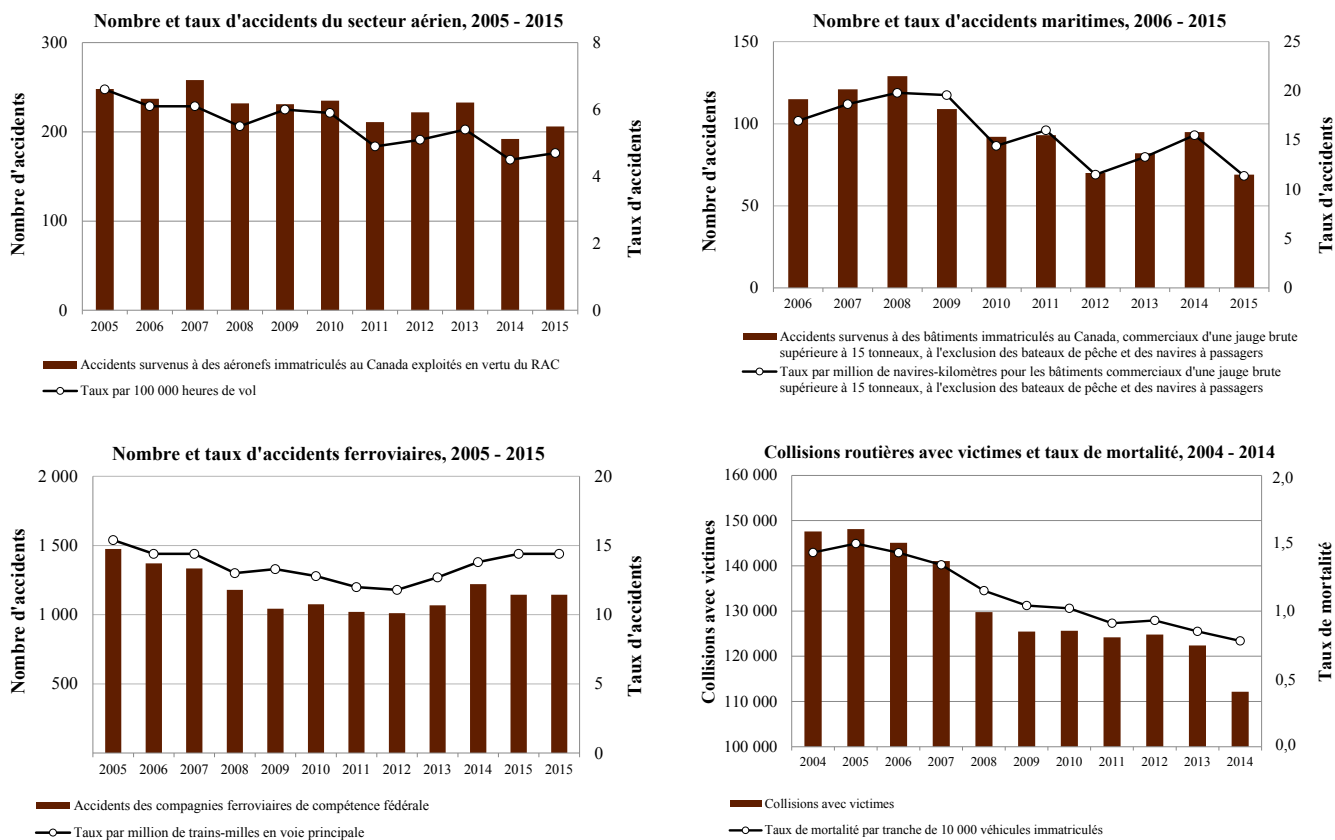 Nombre et taux d'accidents du secteur aérien, 2005 - 2015
Nombre d'accidents
300
200
100
0
8
6
4
2
0
Taux d'accidents
2005 2006 2007 2008 2009 2010 2011 2012 2013 2014 2015
Accidents survenus à des aéronefs immatriculés au Canada exploités en vertu du RAC
Taux par 100 000 heures de vol
Nombre et taux d'accidents maritimes, 2006 - 2015
Nombre d'accidents
150
100
50
0
25
20
15
10
5
0
Taux d'accidents
2006 2007 2008 2009 2010 2011 2012 2013 2014 2015
Accidents survenus à des bâtiments immatriculés au Canada, commerciaux d'une jauge brute
supérieure à 15 tonneaux, à l'exclusion des bateaux de pêche et des navires à passagers
Taux par million de navires-kilomètres pour les bâtiments commerciaux d'une jauge brute
supérieure à 15 tonneaux, à l'exclusion des bateaux de pêche et des navires à passagers
Nombre et taux d'accidents ferroviaires, 2005 - 2015
Nombre d'accidents
2 000
1 500
1 000
500
20
15
10
5
0
Taux d'accidents
2005 2006 2007 2008 2009 2010 2011 2012 2013 2014 2015 2015
Accidents des compagnies ferroviaires de compétence fédérale
Taux par million de trains-milles en voie principale
Collisions routières avec victimes et taux de mortalité, 2004 - 2014
Collisions avec victimes
160 000
150 000
140 000
130 000
120 000
110 000
100 000
2,0
1,5
1,0
0,5
0,0
Taux de mortalité
2004 2005 2006 2007 2008 2009 2010 2011 2012 2013 2014
Collisions avec victimes
Taux de mortalité par tranche de 10 000 véhicules immatriculés